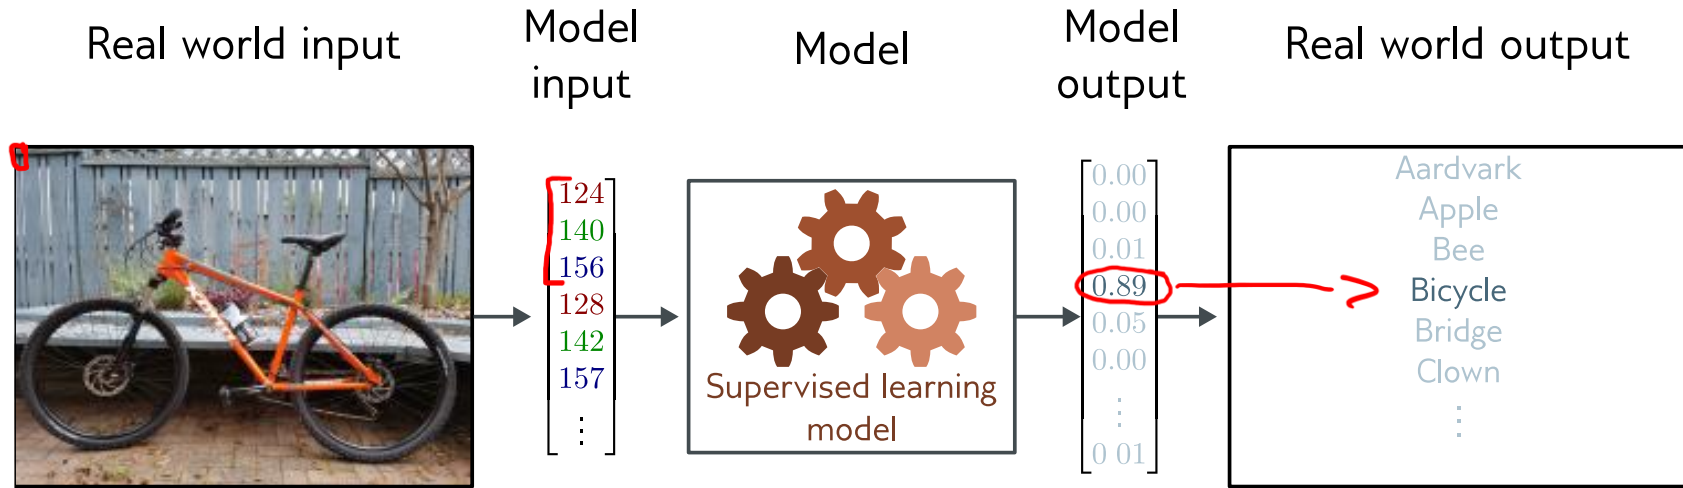 Real world input
Model
input
Model
Model
output
Real world output
124
140
156
128
142
157
⋮
Supervised learning
model
0.00
0.00
0.01
0.89
0.05
0.00
⋮
0 01
Aardvark
Apple
Bee
Bicycle
Bridge
Clown
⋮